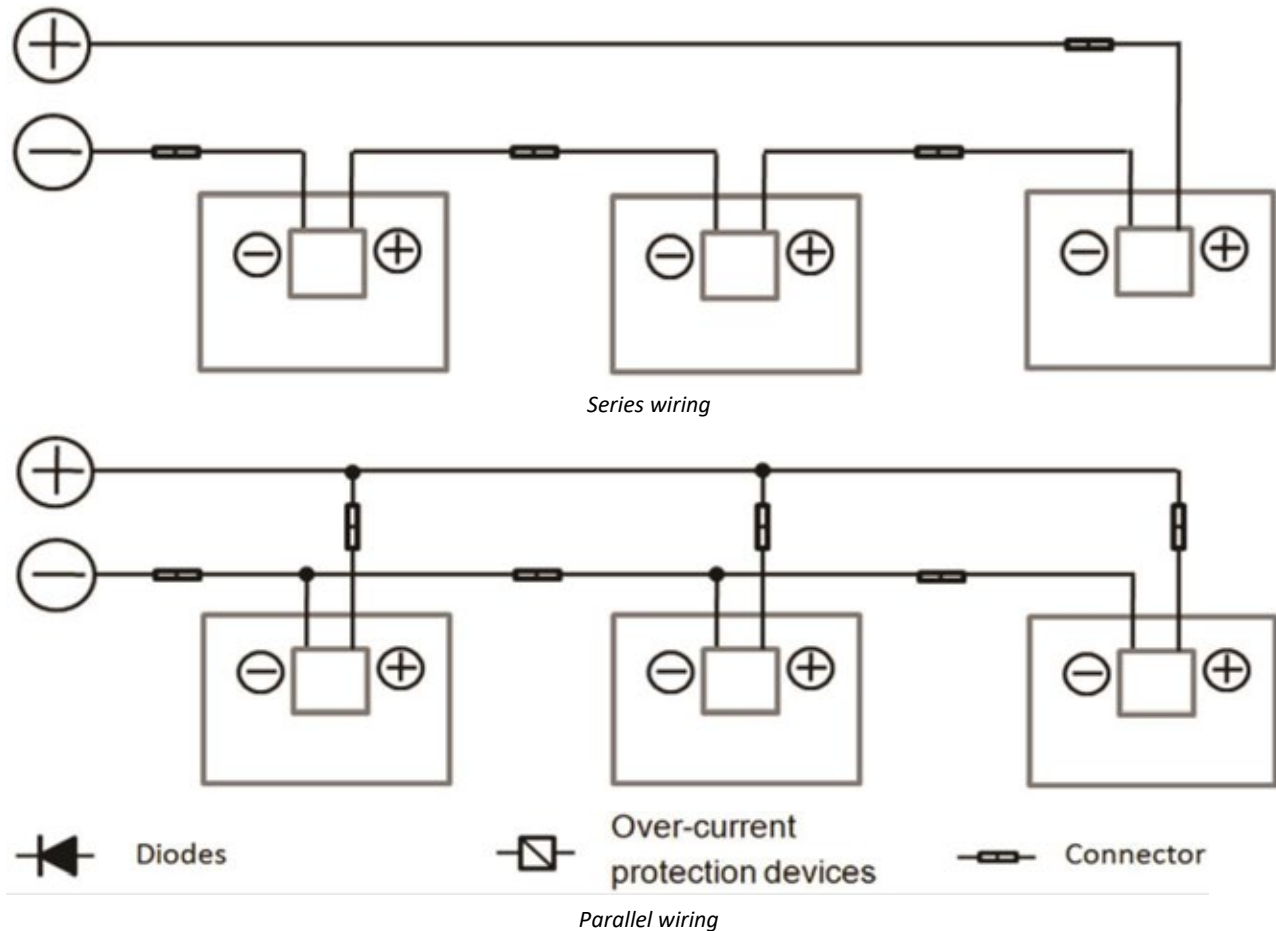 Series wiring
Diodes
Over-current
protection devices
Connector
Parallel wiring